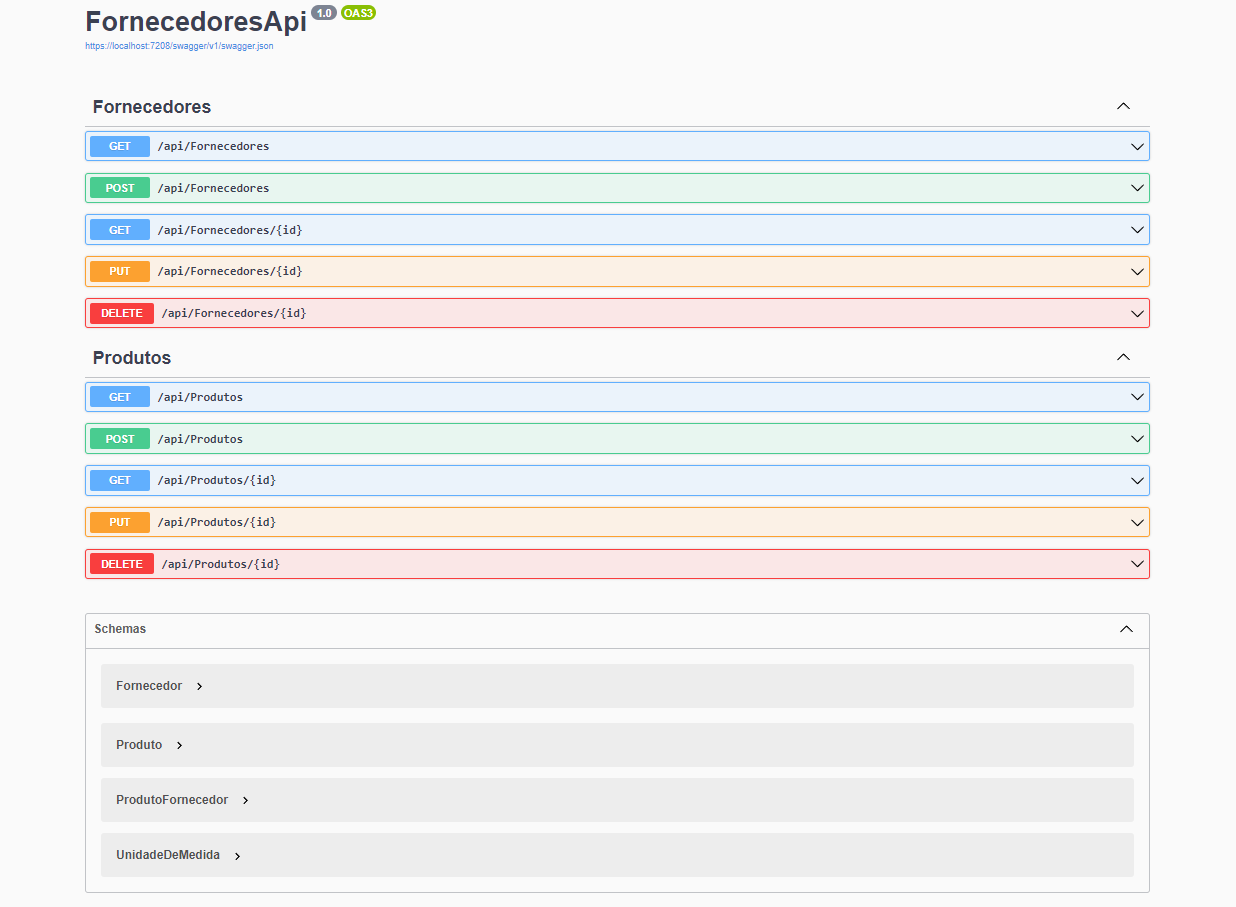 FornecedoresApi 1.0 OAS3
https://localhost:7208/swagger/v1/swagger.json
Fornecedores
GET /api/Fornecedores
POST /api/Fornecedores
GET /api/Fornecedores/{id}
PUT /api/Fornecedores/{id}
DELETE /api/Fornecedores/{id}
Produtos
GET /api/Produtos
POST /api/Produtos
GET /api/Produtos/{id}
PUT /api/Produtos/{id}
DELETE /api/Produtos/{id}
Schemas
Fornecedor
Produto
ProdutoFornecedor
UnidadeDeMedida